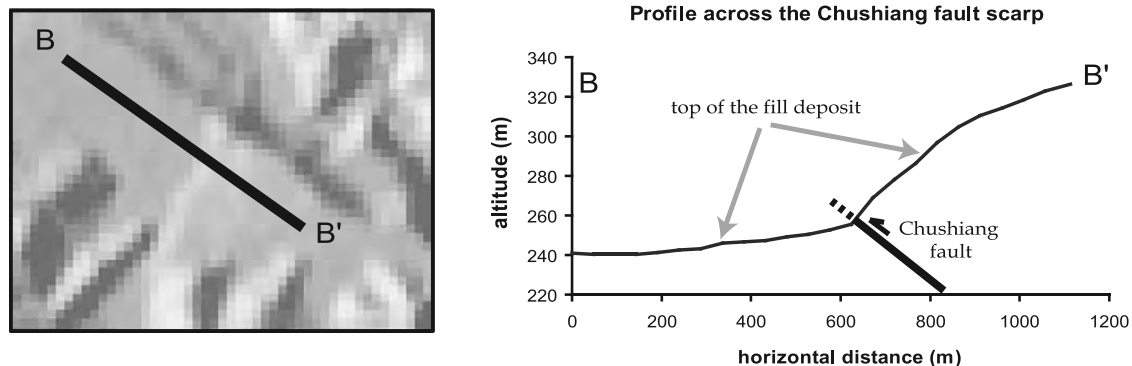 B
B'
Profile across the Chushiang fault scarp
altitude (m)
340
320
300
280
260
240
220
B
B'
top of the fill deposit
Chushiang
fault
0
200
400
600
800
1000
1200
horizontal distance (m)